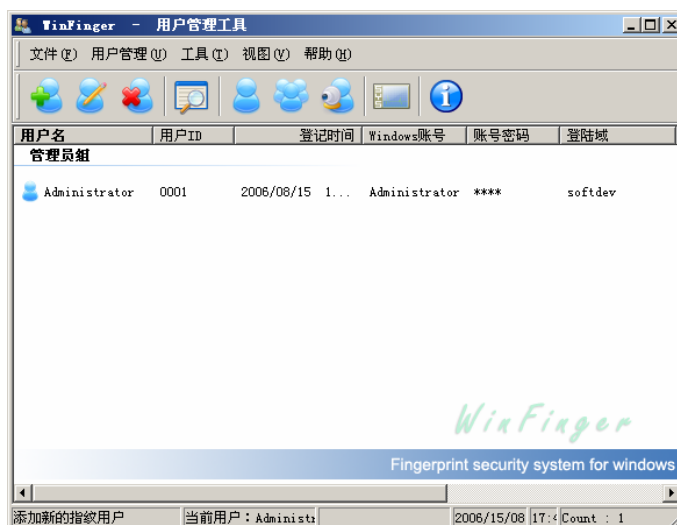 WinFinger - 用户管理工具
文件(F) 用户管理(U) 工具(T) 视图(V) 帮助(H)
用户名 用户ID 登记时间 Windows账号 账号密码 登陆域
管理员组
Administrator 0001 2006/08/15 1... Administrator **** softdev
WinFinger
Fingerprint security system for windows
添加新的指紋用户 当前用户：Administ 2006/15/08 17: Count : 1